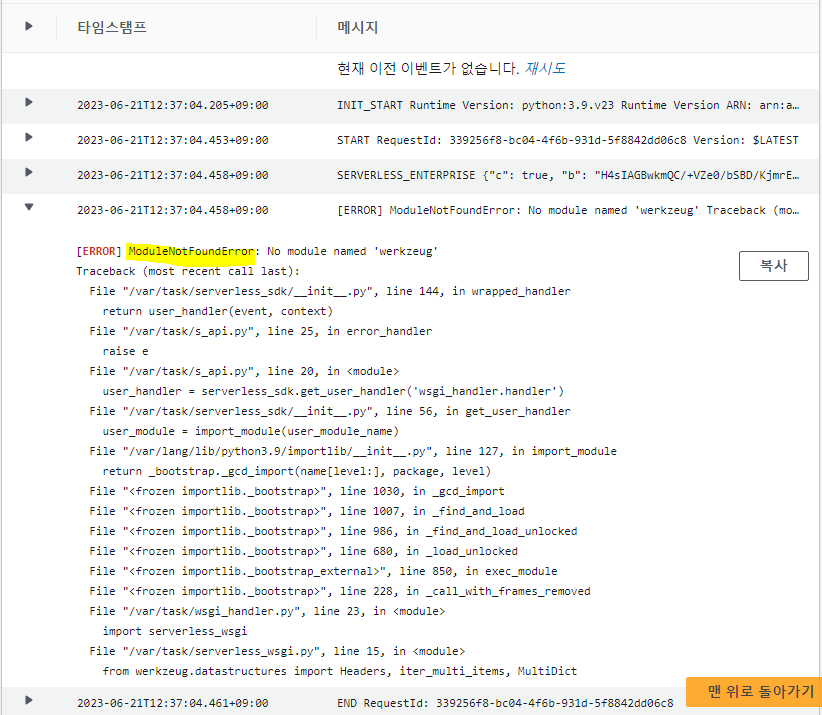 타임스탬프 메시지
현재 이전 이벤트가 없습니다. 재시도
2023-06-21T12:37:04.205+09:00 INIT_START Runtime Version: python:3.9.v23 Runtime Version ARN: arn:a…
2023-06-21T12:37:04.453+09:00 START RequestId: 339256f8-bc04-4f6b-931d-5f8842dd06c8 Version: $LATEST
2023-06-21T12:37:04.458+09:00 SERVERLESS_ENTERPRISE {"c": true, "b": "H4sIAGBwkmQC/+VZe0/bSBD/KjmrE…
2023-06-21T12:37:04.458+09:00 [ERROR] ModuleNotFoundError: No module named 'werkzeug' Traceback (mo…
[ERROR] ModuleNotFoundError: No module named 'werkzeug'
복사
Traceback (most recent call last):
File "/var/task/serverless_sdk/__init__.py", line 144, in wrapped_handler
return user_handler(event, context)
File "/var/task/s_api.py", line 25, in error_handler
raise e
File "/var/task/s_api.py", line 20, in <module>
user_handler = serverless_sdk.get_user_handler('wsgi_handler.handler')
File "/var/task/serverless_sdk/__init__.py", line 56, in get_user_handler
user_module = import_module(user_module_name)
File "/var/lang/lib/python3.9/importlib/__init__.py", line 127, in import_module
return _bootstrap._gcd_import(name[level:], package, level)
File "<frozen importlib._bootstrap>", line 1030, in _gcd_import
File "<frozen importlib._bootstrap>", line 1007, in _find_and_load
File "<frozen importlib._bootstrap>", line 986, in _find_and_load_unlocked
File "<frozen importlib._bootstrap>", line 680, in _load_unlocked
File "<frozen importlib._bootstrap_external>", line 850, in exec_module
File "<frozen importlib._bootstrap>", line 228, in _call_with_frames_removed
File "/var/task/wsgi_handler.py", line 23, in <module>
import serverless_wsgi
File "/var/task/serverless_wsgi.py", line 15, in <module>
from werkzeug.datastructures import Headers, iter_multi_items, MultiDict
맨 위로 돌아가기
2023-06-21T12:37:04.461+09:00 END RequestId: 339256f8-bc04-4f6b-931d-5f8842dd06c8